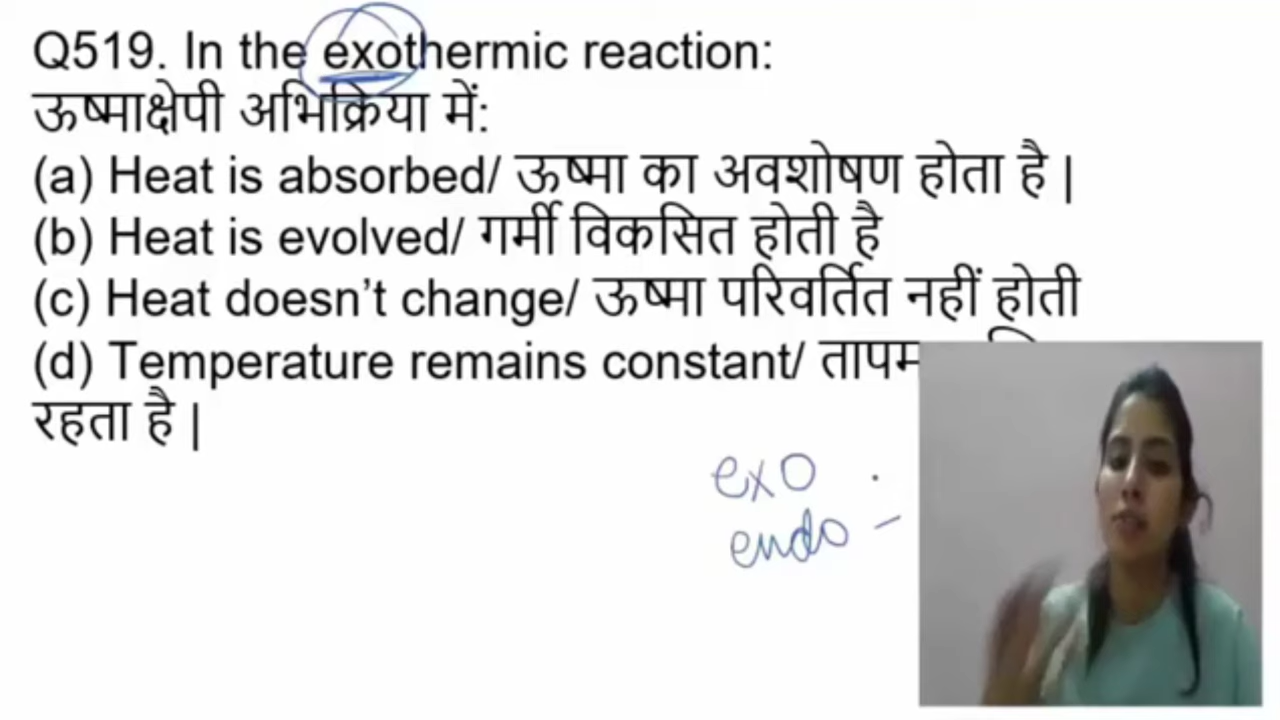 Q519. In the exothermic reaction:
ऊष्माक्षेपी अभिक्रिया में:
(a) Heat is absorbed/ ऊष्मा का अवशोषण होता है |
(b) Heat is evolved/ गर्मी विकसित होती है
(c) Heat doesn’t change/ ऊष्मा परिवर्तित नहीं होती
(d) Temperature remains constant/
रहता है |
exo
endo –